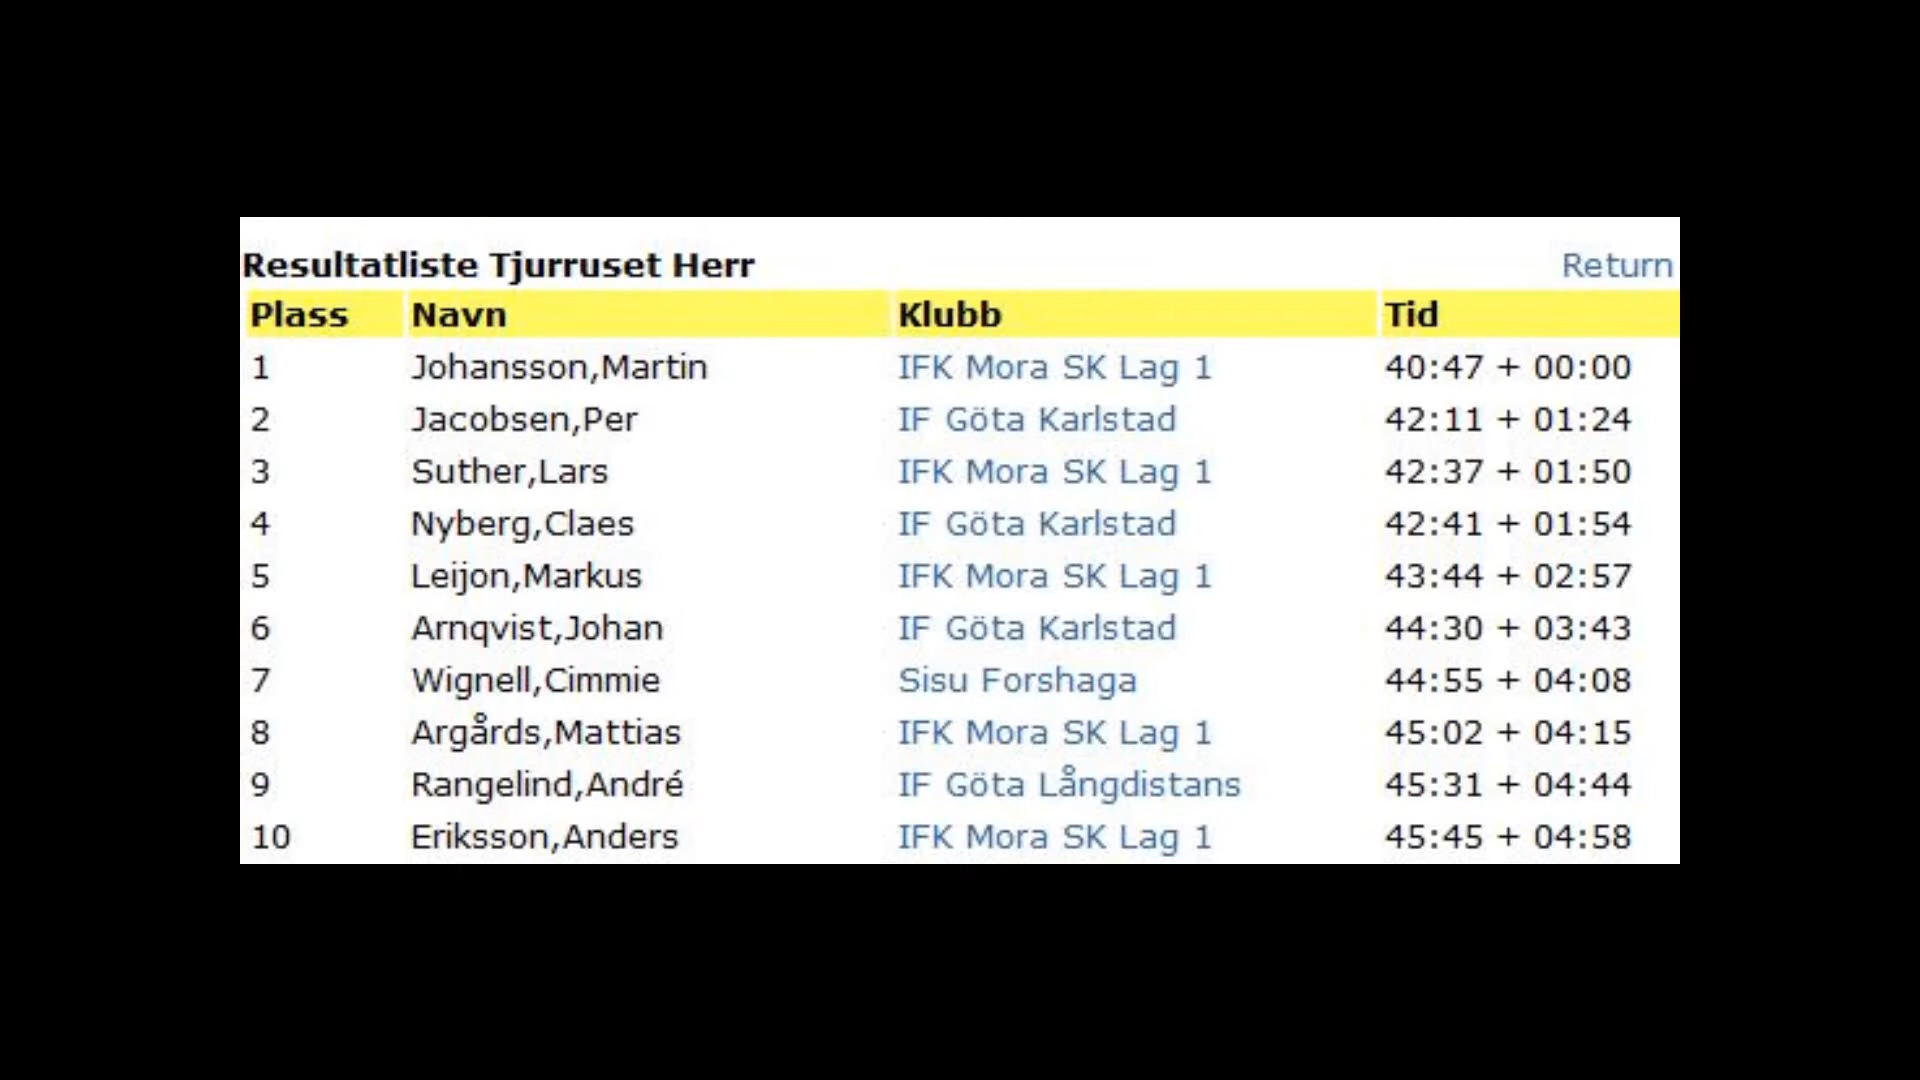 Resultatliste Tjurruset Herr Return
Plass Navn Klubb Tid
1 Johansson,Martin IFK Mora SK Lag 1 40:47 + 00:00
2 Jacobsen,Per IF Göta Karlstad 42:11 + 01:24
3 Suther,Lars IFK Mora SK Lag 1 42:37 + 01:50
4 Nyberg,Claes IF Göta Karlstad 42:41 + 01:54
5 Leijon,Markus IFK Mora SK Lag 1 43:44 + 02:57
6 Arnqvist,Johan IF Göta Karlstad 44:30 + 03:43
7 Wignell,Cimmie Sisu Forshaga 44:55 + 04:08
8 Argårds,Mattias IFK Mora SK Lag 1 45:02 + 04:15
9 Rangelind,André IF Göta Långdistans 45:31 + 04:44
10 Eriksson,Anders IFK Mora SK Lag 1 45:45 + 04:58